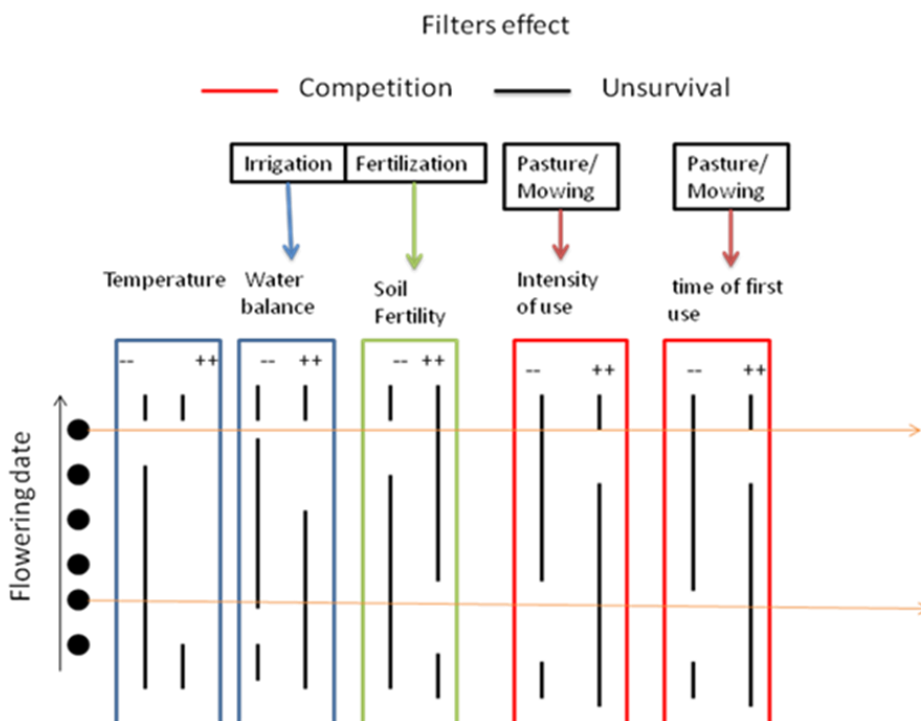 Filters effect
Competition
Unsurvival
Irrigation
Fertilization
Pasture/
Mowing
Pasture/
Mowing
Temperature
Water
balance
Soil
Fertility
Intensity
of use
time of first
use
-- ++
-- ++
-- ++
-- ++
-- ++
Flowering date